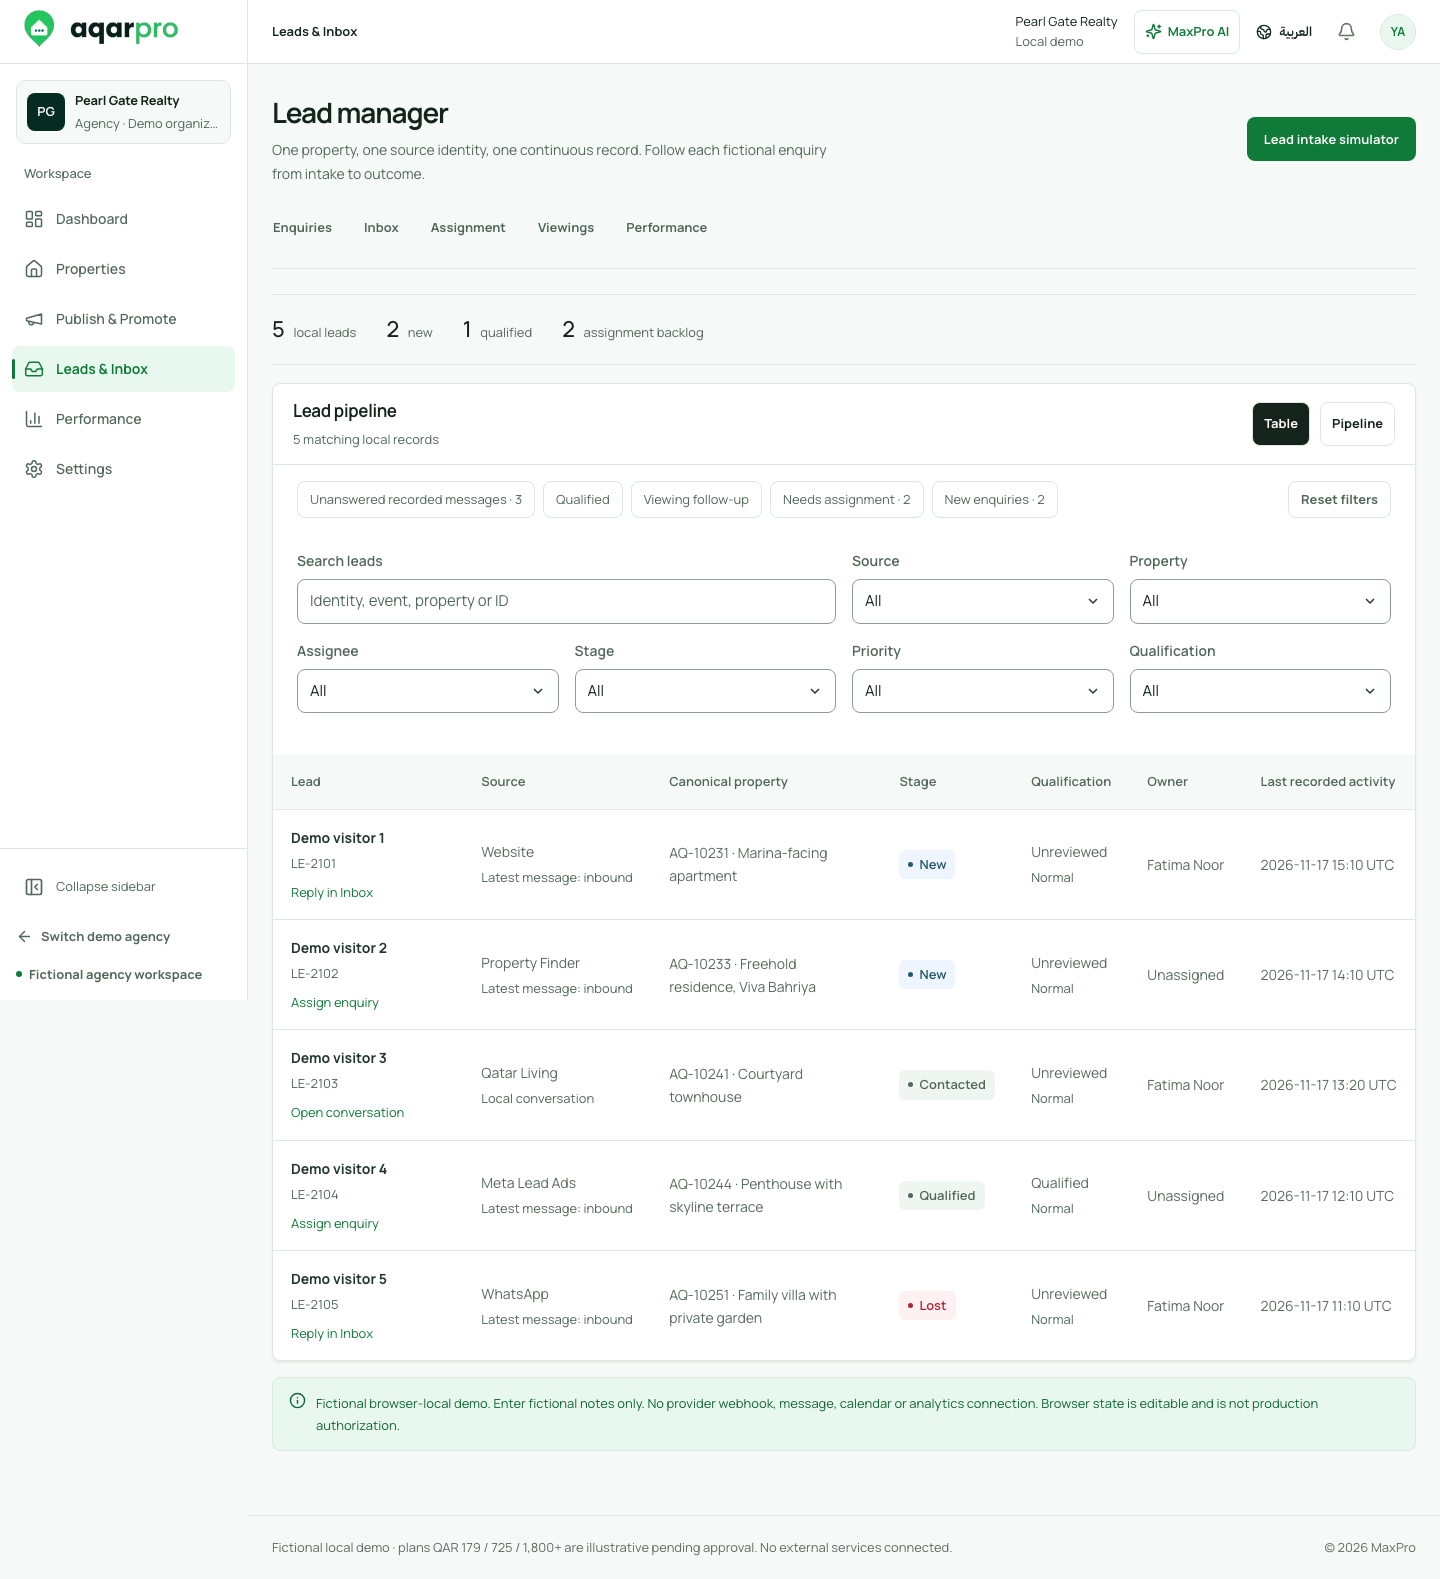 aqarpro
Leads & Inbox
Pearl Gate Realty
Local demo
MaxPro AI
العربية
YA
PG
Pearl Gate Realty
Agency · Demo organiz...
Workspace
Dashboard
Properties
Publish & Promote
Leads & Inbox
Performance
Settings
Collapse sidebar
Switch demo agency
Fictional agency workspace
Lead manager
One property, one source identity, one continuous record. Follow each fictional enquiry
from intake to outcome.
Lead intake simulator
Enquiries Inbox Assignment Viewings Performance
5 local leads 2 new 1 qualified 2 assignment backlog
Lead pipeline
5 matching local records
Table Pipeline
Unanswered recorded messages · 3 Qualified Viewing follow-up Needs assignment · 2 New enquiries · 2 Reset filters
Search leads Source Property
Identity, event, property or ID All All
Assignee Stage Priority Qualification
All All All All
Lead Source Canonical property Stage Qualification Owner Last recorded activity
Demo visitor 1
LE-2101
Reply in Inbox
Website
Latest message: inbound
AQ-10231 · Marina-facing
apartment
New
Unreviewed
Normal
Fatima Noor
2026-11-17 15:10 UTC
Demo visitor 2
LE-2102
Assign enquiry
Property Finder
Latest message: inbound
AQ-10233 · Freehold
residence, Viva Bahriya
New
Unreviewed
Normal
Unassigned
2026-11-17 14:10 UTC
Demo visitor 3
LE-2103
Open conversation
Qatar Living
Local conversation
AQ-10241 · Courtyard
townhouse
Contacted
Unreviewed
Normal
Fatima Noor
2026-11-17 13:20 UTC
Demo visitor 4
LE-2104
Assign enquiry
Meta Lead Ads
Latest message: inbound
AQ-10244 · Penthouse with
skyline terrace
Qualified
Qualified
Normal
Unassigned
2026-11-17 12:10 UTC
Demo visitor 5
LE-2105
Reply in Inbox
WhatsApp
Latest message: inbound
AQ-10251 · Family villa with
private garden
Lost
Unreviewed
Normal
Fatima Noor
2026-11-17 11:10 UTC
Fictional browser-local demo. Enter fictional notes only. No provider webhook, message, calendar or analytics connection. Browser state is editable and is not production
authorization.
Fictional local demo · plans QAR 179 / 725 / 1,800+ are illustrative pending approval. No external services connected.
© 2026 MaxPro